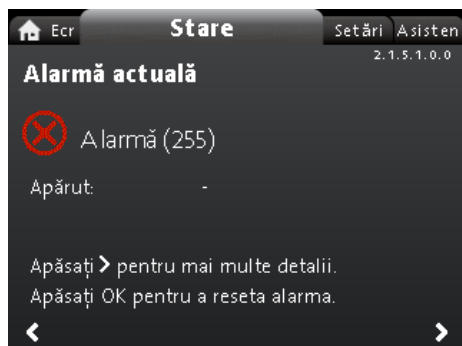 Ecr Stare Setări Asisten
2.1.5.1.0.0
Alarmă actuală
Alarmă (255)
Apărut: -
Apăsați > pentru mai multe detalii.
Apăsați OK pentru a reseta alarma.